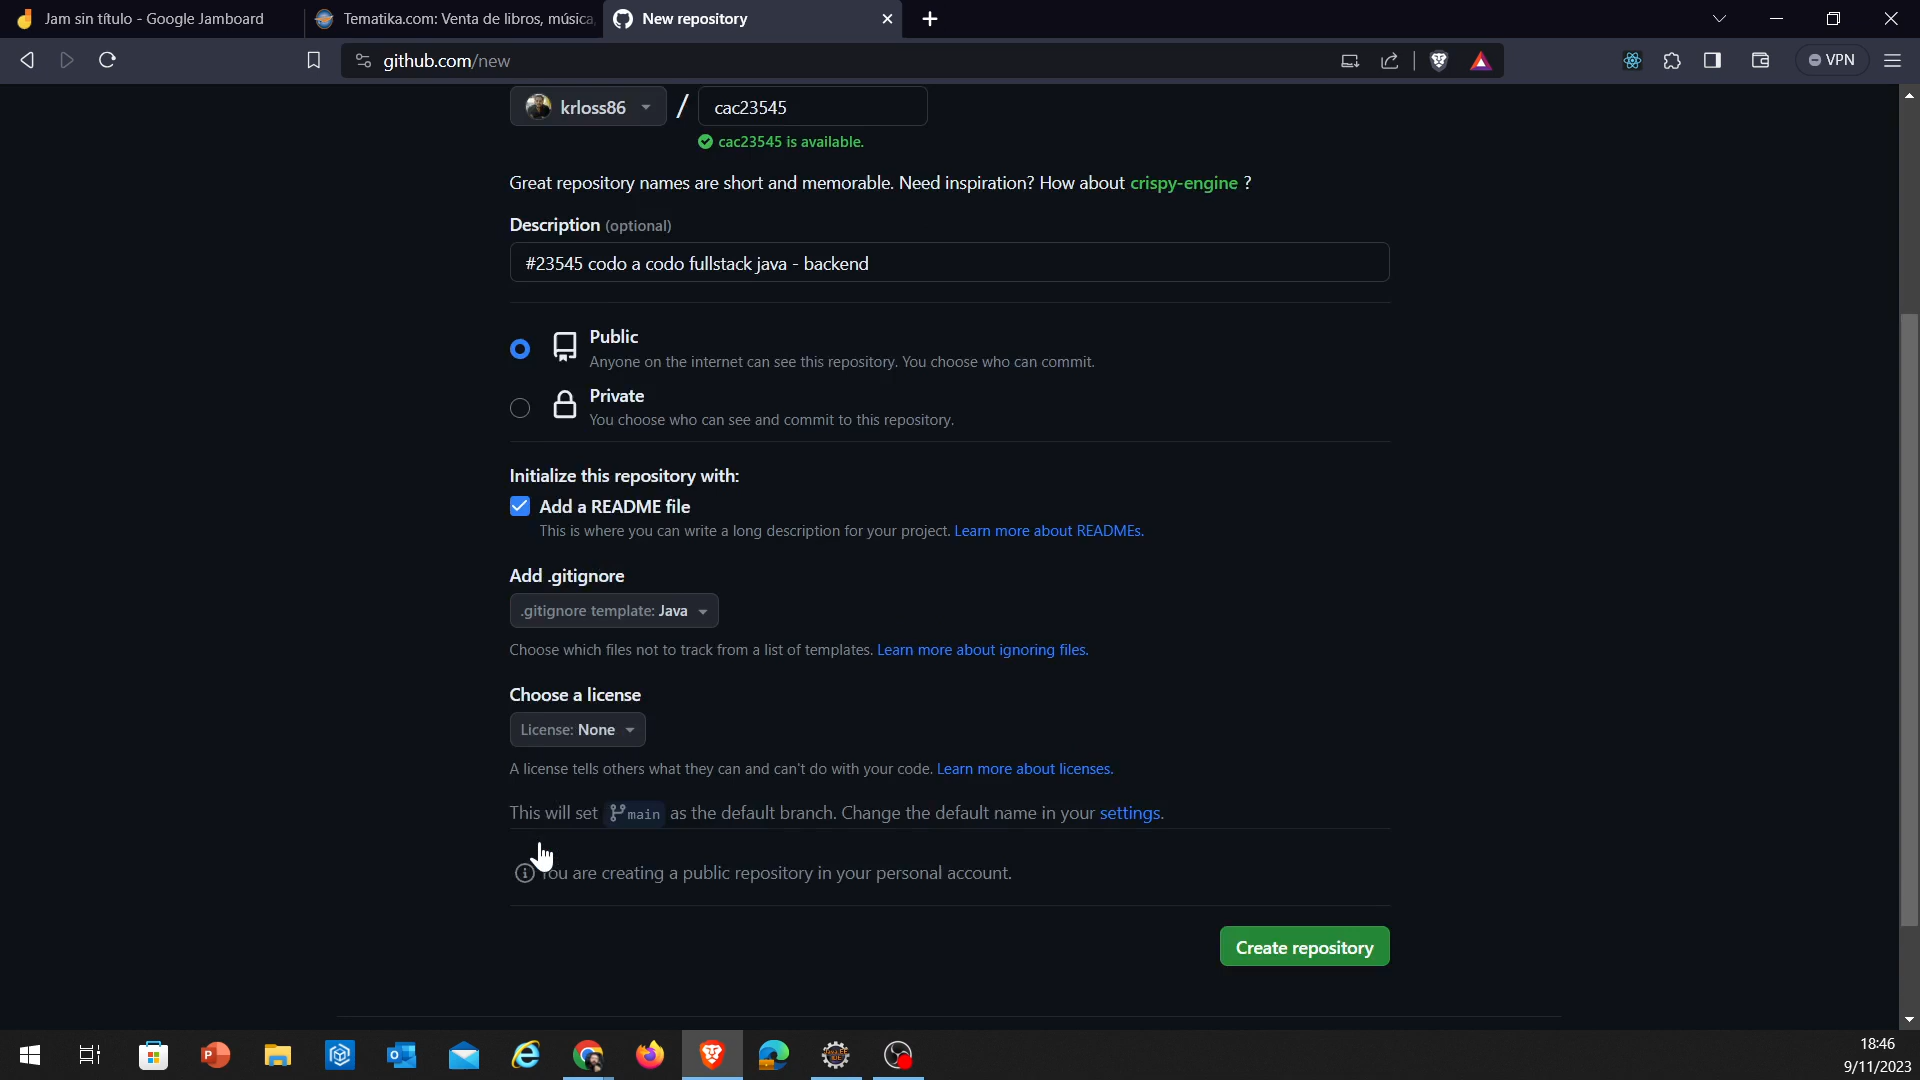 Jam sin título - Google Jamboard
Tematika.com: Venta de libros, música,
New repository
github.com/new
VPN
krloss86 / cac23545
cac23545 is available.
Great repository names are short and memorable. Need inspiration? How about crispy-engine ?
Description (optional)
#23545 codo a codo fullstack java - backend
Public
Anyone on the internet can see this repository. You choose who can commit.
Private
You choose who can see and commit to this repository.
Initialize this repository with:
Add a README file
This is where you can write a long description for your project. Learn more about READMEs.
Add .gitignore
.gitignore template: Java
Choose which files not to track from a list of templates. Learn more about ignoring files.
Choose a license
License: None
A license tells others what they can and can't do with your code. Learn more about licenses.
This will set main as the default branch. Change the default name in your settings.
You are creating a public repository in your personal account.
Create repository
18:46
9/11/2023